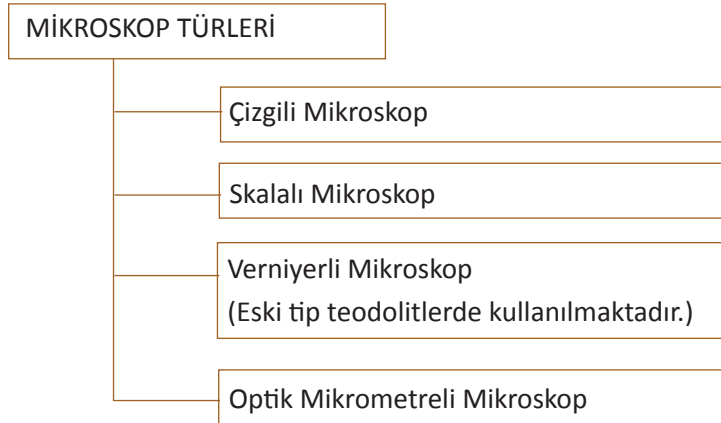 MİKROSKOP TÜRLERİ
Çizgili Mikroskop
Skalalı Mikroskop
Verniyerli Mikroskop
(Eski tip teodolitlerde kullanılmaktadır.)
Optik Mikrometreli Mikroskop